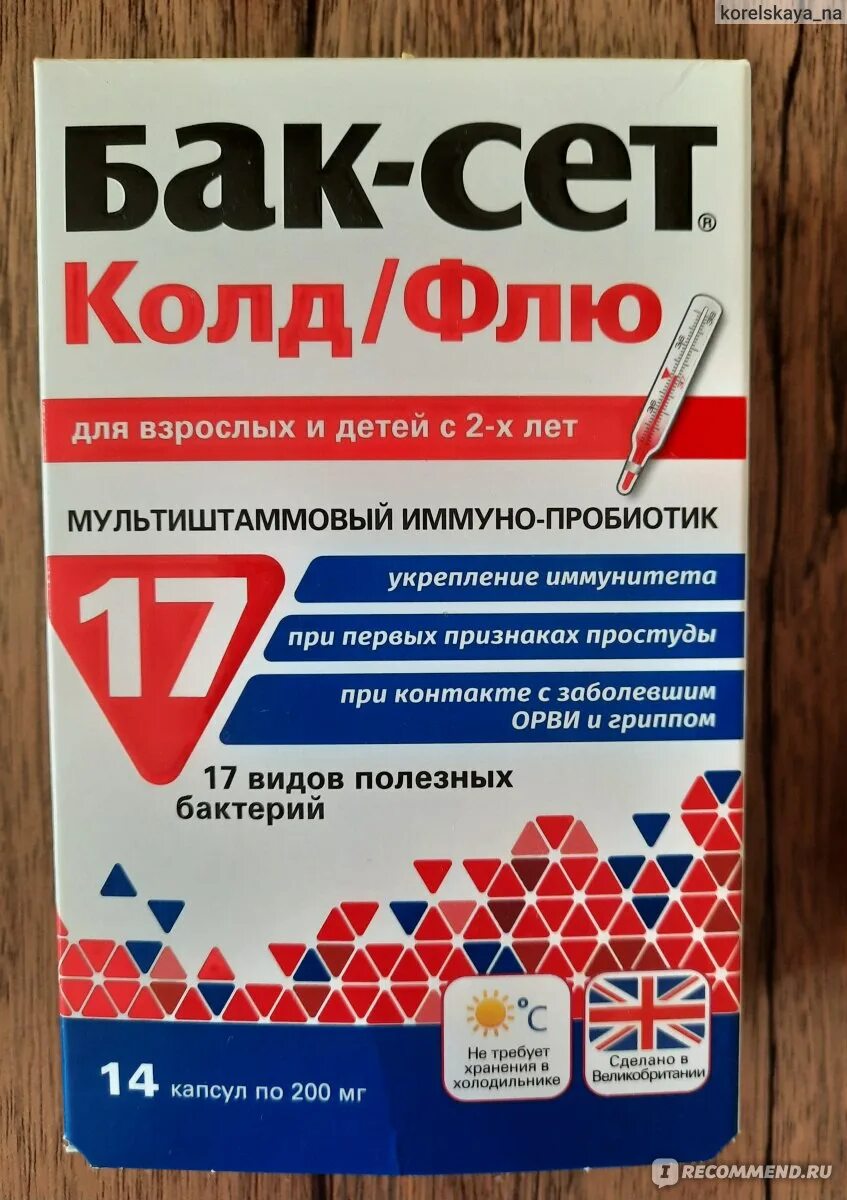 korelskaya_na
Бак-сет®
Колд/Флю
для взрослых и детей с 2-х лет
МУЛЬТИШТАММОВЫЙ ИММУНО-ПРОБИОТИК
17
укрепление иммунитета
при первых признаках простуды
при контакте с заболевшим
ОРВИ и гриппом
17 видов полезных
бактерий
°C
Не требует
хранения в
холодильнике
Сделано в
Великобритании
14 капсул по 200 мг
IRECOMMEND.RU